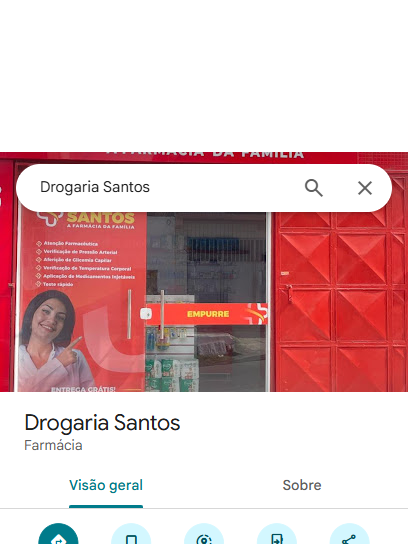 A FARMÁCIA DA FAMÍLIA
Drogaria Santos
SANTOS
A FARMÁCIA DA FAMÍLIA
Atenção Farmacêutica
Verificação de Pressão Arterial
Aferição de Glicemia Capilar
Verificação de Temperatura Corporal
Aplicação de Medicamentos Injetáveis
Teste rápido
EMPURRE
ENTREGA GRÁTIS!
Drogaria Santos
Farmácia
Visão geral
Sobre